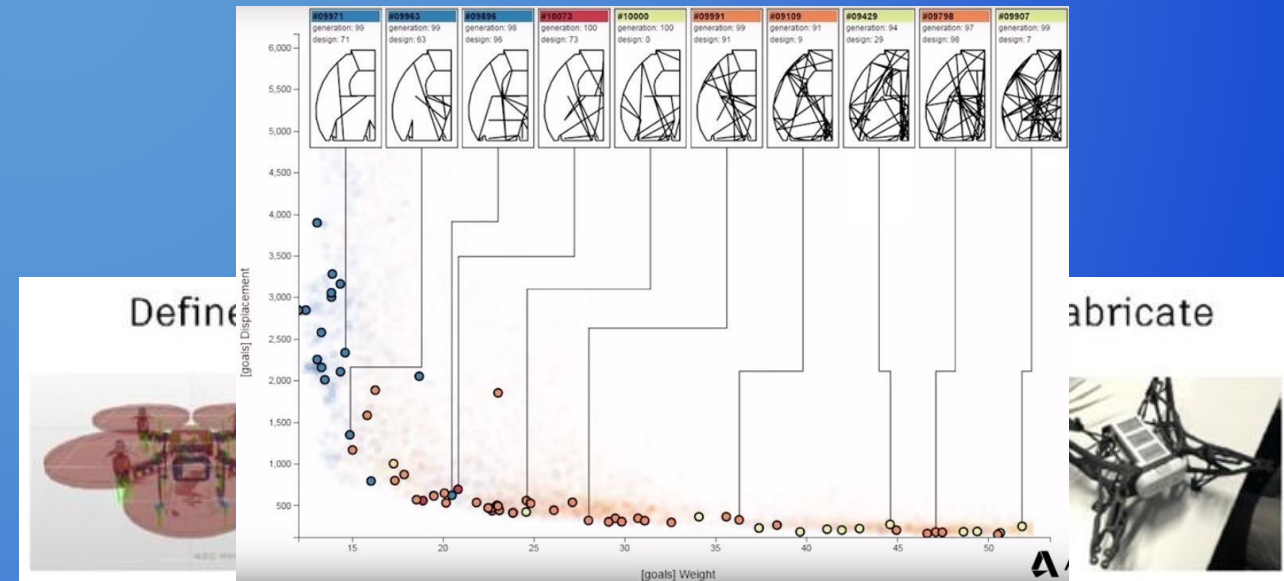 #09971
generation: 99
design: 71
#09963
generation: 99
design: 63
#09896
generation: 98
design: 96
#10073
generation: 100
design: 73
#10000
generation: 100
design: 0
#09991
generation: 99
design: 91
#09109
generation: 91
design: 9
#09429
generation: 94
design: 29
#09798
generation: 97
design: 98
#09907
generation: 99
design: 7
6,000
5,500
5,000
4,500
4,000
3,500
3,000
2,500
2,000
1,500
1,000
500
[goals] Displacement
15 20 25 30 35 40 45 50
[goals] Weight
Define
abricate